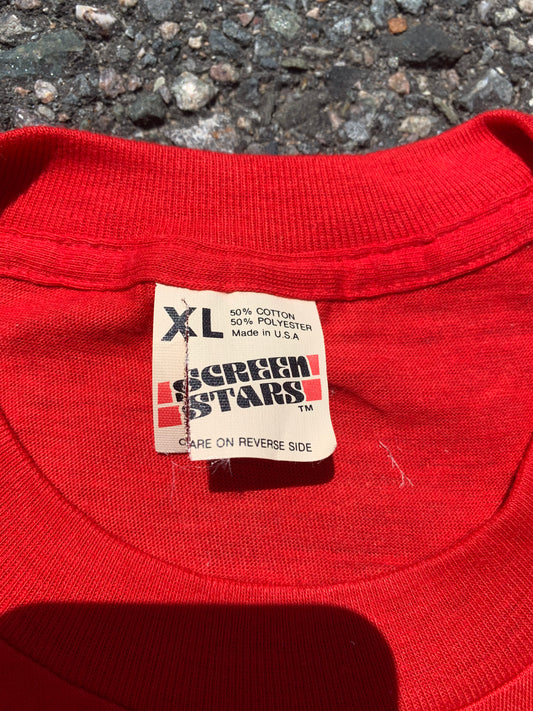 XL
50% COTTON
50% POLYESTER
Made in U.S.A
SCREEN
STARS
TM
CARE ON REVERSE SIDE